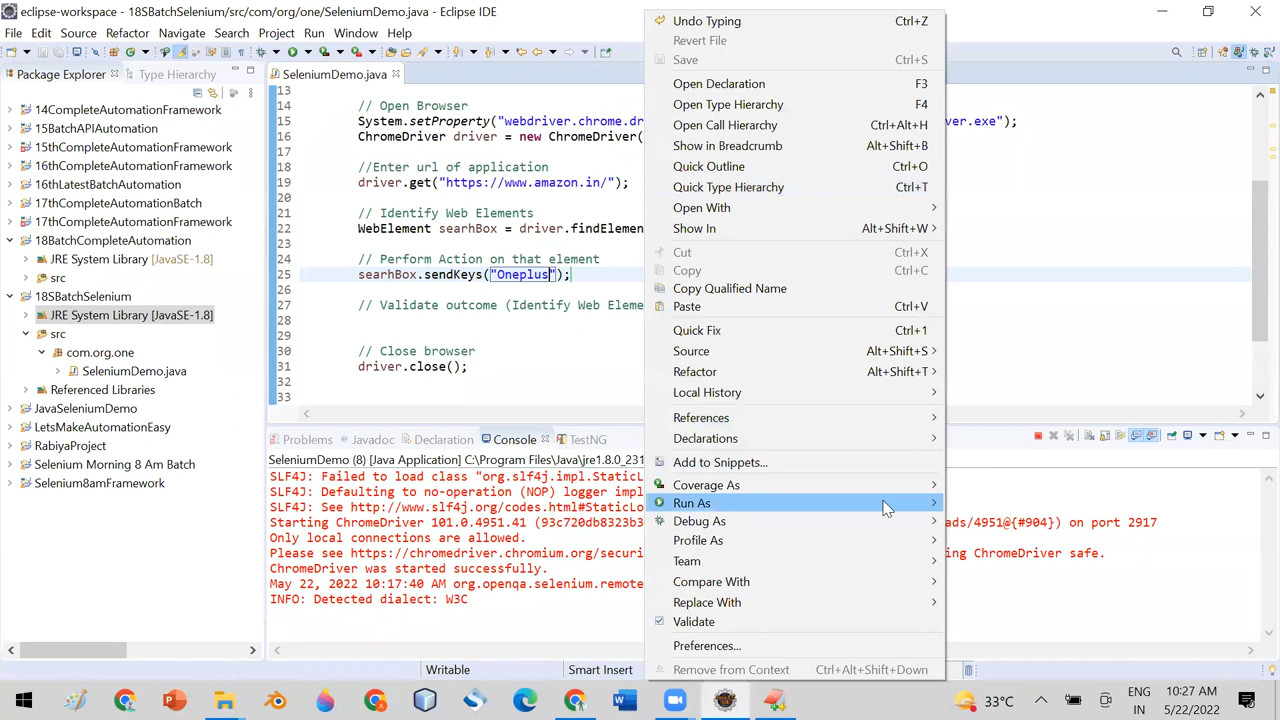 eclipse-workspace - 18SBatchSelenium/src/com/org/one/SeleniumDemo.java - Eclipse IDE
File Edit Source Refactor Navigate Search Project Run Window Help
Package Explorer
Type Hierarchy
14CompleteAutomationFramework
15BatchAPIAutomation
15thCompleteAutomationFramework
16thCompleteAutomationFramework
16thLatestBatchAutomation
17thCompleteAutomationBatch
17thCompleteAutomationFramework
18BatchCompleteAutomation
JRE System Library [JavaSE-1.8]
src
18SBatchSelenium
JRE System Library [JavaSE-1.8]
src
com.org.one
SeleniumDemo.java
Referenced Libraries
JavaSeleniumDemo
LetsMakeAutomationEasy
RabiyaProject
Selenium Morning 8 Am Batch
Selenium8amFramework
SeleniumDemo.java
13
14 // Open Browser
15 System.setProperty("webdriver.chrome.dr ver.exe");
16 ChromeDriver driver = new ChromeDriver(
17
18 //Enter url of application
19 driver.get("https://www.amazon.in/");
20
21 // Identify Web Elements
22 WebElement searhBox = driver.findElemen
23
24 // Perform Action on that element
25 searhBox.sendKeys("Oneplus");
26
27 // Validate outcome (Identify Web Eleme
28
29
30 // Close browser
31 driver.close();
32
33
Problems Javadoc Declaration Console TestNG
SeleniumDemo (8) [Java Application] C:\Program Files\Java\jre1.8.0_231
SLF4J: Failed to load class "org.slf4j.impl.StaticL
SLF4J: Defaulting to no-operation (NOP) logger impl
SLF4J: See http://www.slf4j.org/codes.html#StaticLo
Starting ChromeDriver 101.0.4951.41 (93c720db8323b3 ads/4951@{#904}) on port 2917
Only local connections are allowed.
Please see https://chromedriver.chromium.org/securi ing ChromeDriver safe.
ChromeDriver was started successfully.
May 22, 2022 10:17:40 AM org.openqa.selenium.remote
INFO: Detected dialect: W3C
Undo Typing Ctrl+Z
Revert File
Save Ctrl+S
Open Declaration F3
Open Type Hierarchy F4
Open Call Hierarchy Ctrl+Alt+H
Show in Breadcrumb Alt+Shift+B
Quick Outline Ctrl+O
Quick Type Hierarchy Ctrl+T
Open With
Show In Alt+Shift+W
Cut Ctrl+X
Copy Ctrl+C
Copy Qualified Name
Paste Ctrl+V
Quick Fix Ctrl+1
Source Alt+Shift+S
Refactor Alt+Shift+T
Local History
References
Declarations
Add to Snippets...
Coverage As
Run As
Debug As
Profile As
Team
Compare With
Replace With
Validate
Preferences...
Remove from Context Ctrl+Alt+Shift+Down
Writable
Smart Insert
33°C
ENG
IN
10:27 AM
5/22/2022